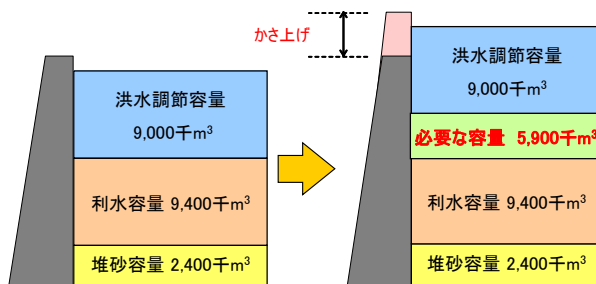 かさ上げ
洪水調節容量
9,000千m³
利水容量 9,400千m³
堆砂容量 2,400千m³
洪水調節容量
9,000千m³
必要な容量 5,900千m³
利水容量 9,400千m³
堆砂容量 2,400千m³